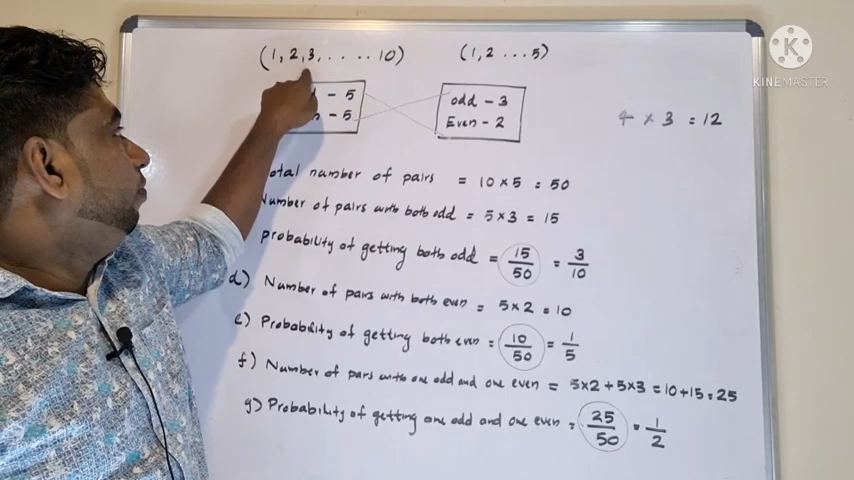 (1, 2, 3, . . . . . 10) (1, 2 . . . 5)
- 5 odd - 3
- 5 Even - 2
4 × 3 = 12
total number of pairs = 10 × 5 = 50
Number of pairs with both odd = 5 × 3 = 15
probability of getting both odd = 15/50 = 3/10
d) Number of pairs with both even = 5 × 2 = 10
e) Probability of getting both even = 10/50 = 1/5
f) Number of pars with one odd and one even = 5 × 2 + 5 × 3 = 10 + 15 = 25
g) Probability of getting one odd and one even = 25/50 = 1/2
K
KINEMASTER